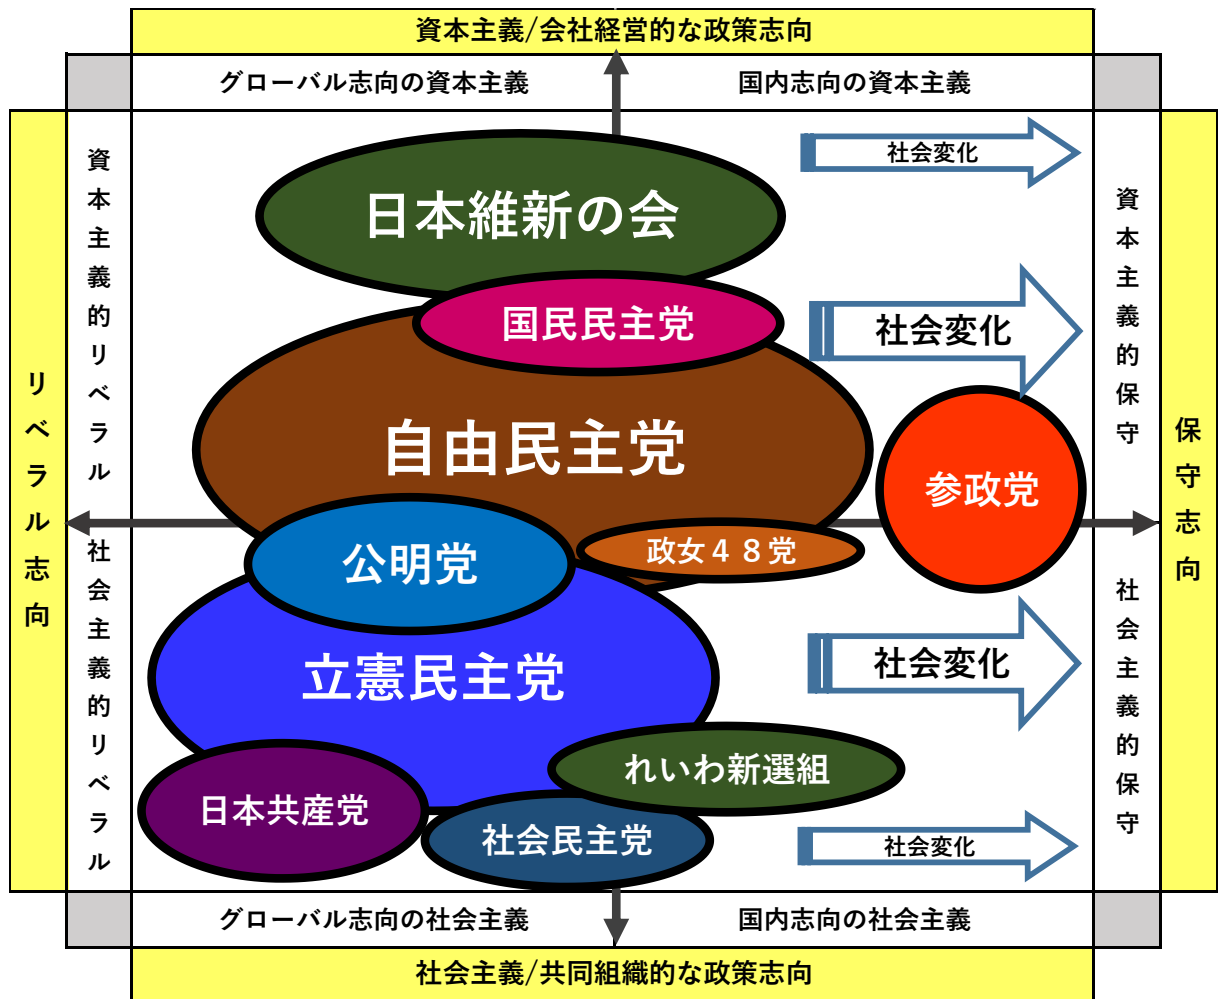 資本主義/会社経営的な政策志向
グローバル志向の資本主義
国内志向の資本主義
リベラル志向
資本主義的リベラル
社会主義的リベラル
日本維新の会
国民民主党
自由民主党
公明党
政女４８党
参政党
立憲民主党
れいわ新選組
日本共産党
社会民主党
社会変化
社会変化
社会変化
社会変化
資本主義的保守
社会主義的保守
保守志向
グローバル志向の社会主義
国内志向の社会主義
社会主義/共同組織的な政策志向